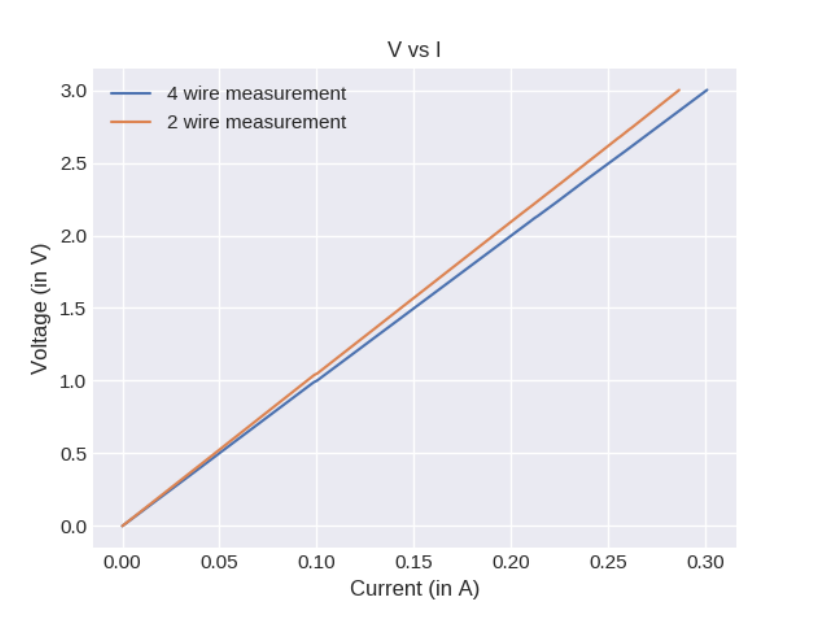 V vs I
4 wire measurement
2 wire measurement
3.0
2.5
2.0
1.5
1.0
0.5
0.0
Voltage (in V)
0.00 0.05 0.10 0.15 0.20 0.25 0.30
Current (in A)